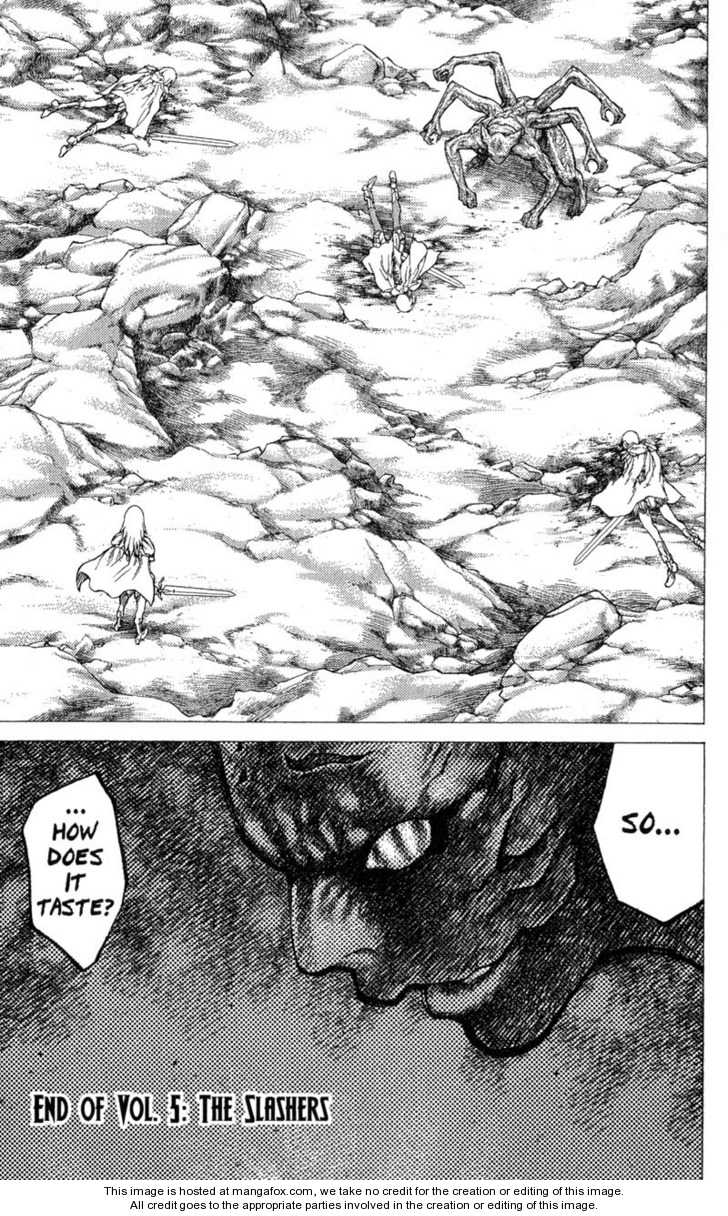 SO...
...
HOW
DOES
IT
TASTE?
END OF VOL. 5: THE SLASHERS
This image is hosted at mangafox.com, we take no credit for the creation or editing of this image.
All credit goes to the appropriate parties involved in the creation or editing of this image.